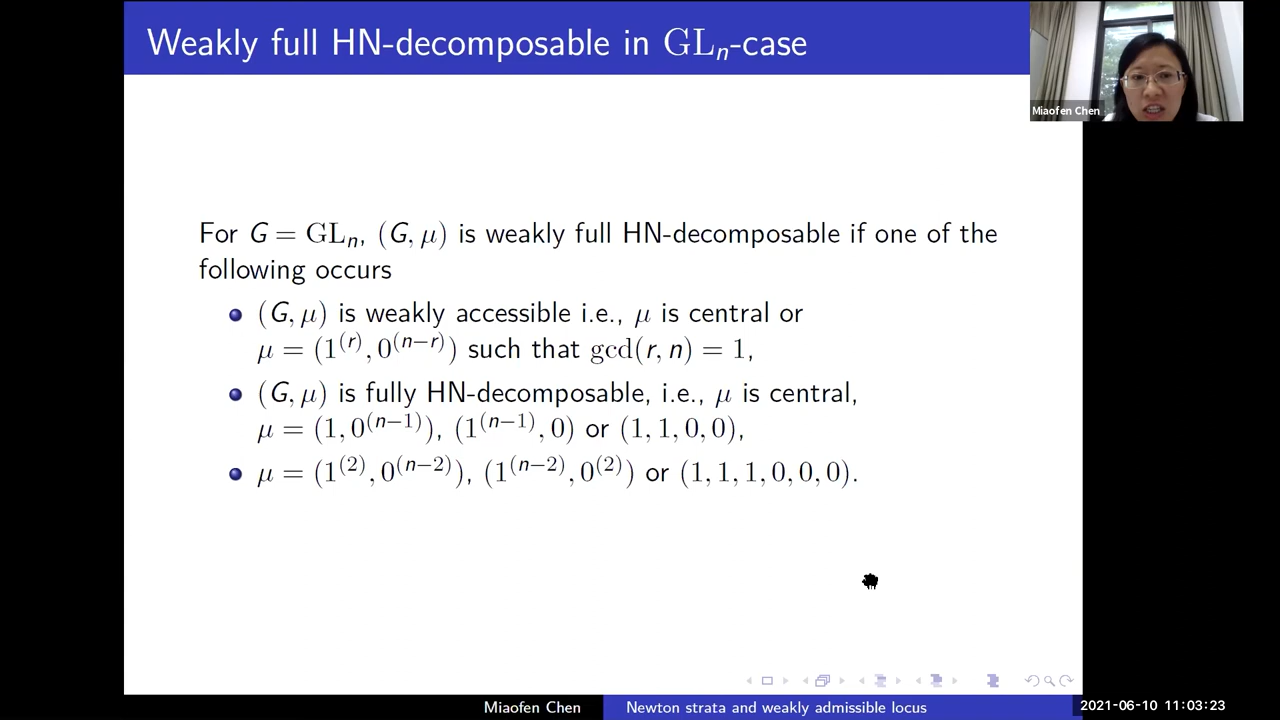 Weakly full HN-decomposable in GLₙ-case
Miaofen Chen
For G = GLₙ, (G, μ) is weakly full HN-decomposable if one of the
following occurs
(G, μ) is weakly accessible i.e., μ is central or
μ = (1^(r), 0^(n−r)) such that gcd(r, n) = 1,
(G, μ) is fully HN-decomposable, i.e., μ is central,
μ = (1, 0^(n−1)), (1^(n−1), 0) or (1, 1, 0, 0),
μ = (1^(2), 0^(n−2)), (1^(n−2), 0^(2)) or (1, 1, 1, 0, 0, 0).
Miaofen Chen
Newton strata and weakly admissible locus
2021-06-10 11:03:23